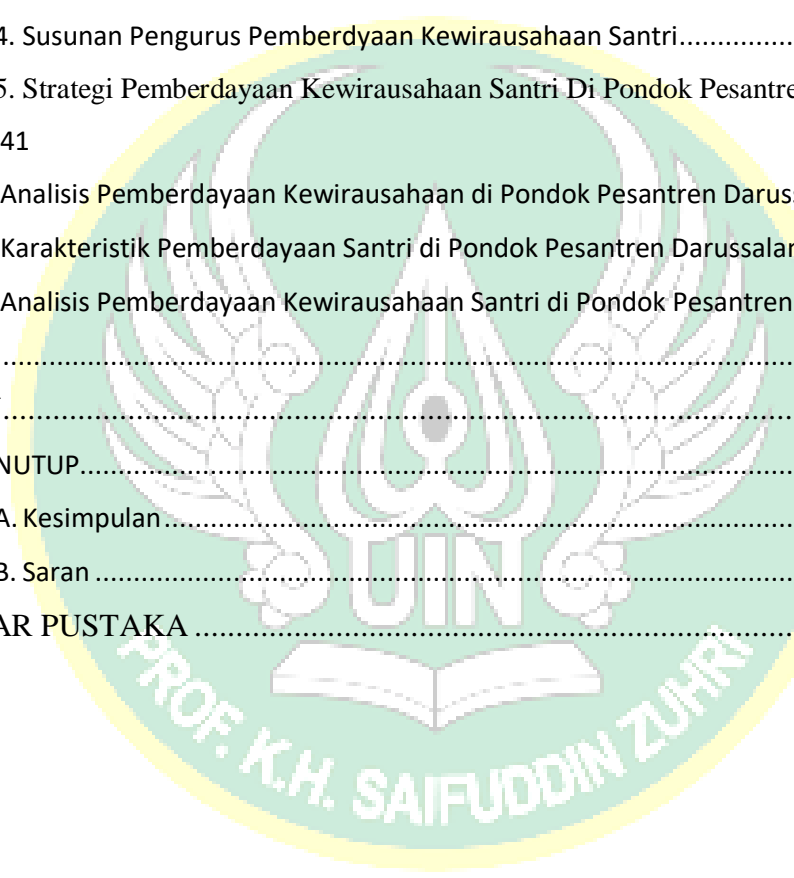 4. Susunan Pengurus Pemberdyaan Kewirausahaan Santri..................
5. Strategi Pemberdayaan Kewirausahaan Santri Di Pondok Pesantre
41
Analisis Pemberdayaan Kewirausahaan di Pondok Pesantren Darus
Karakteristik Pemberdayaan Santri di Pondok Pesantren Darussala
Analisis Pemberdayaan Kewirausahaan Santri di Pondok Pesantren
NUTUP
A. Kesimpulan
B. Saran
AR PUSTAKA
UIN
PROF. K.H. SAIFUDDIN ZUHRI